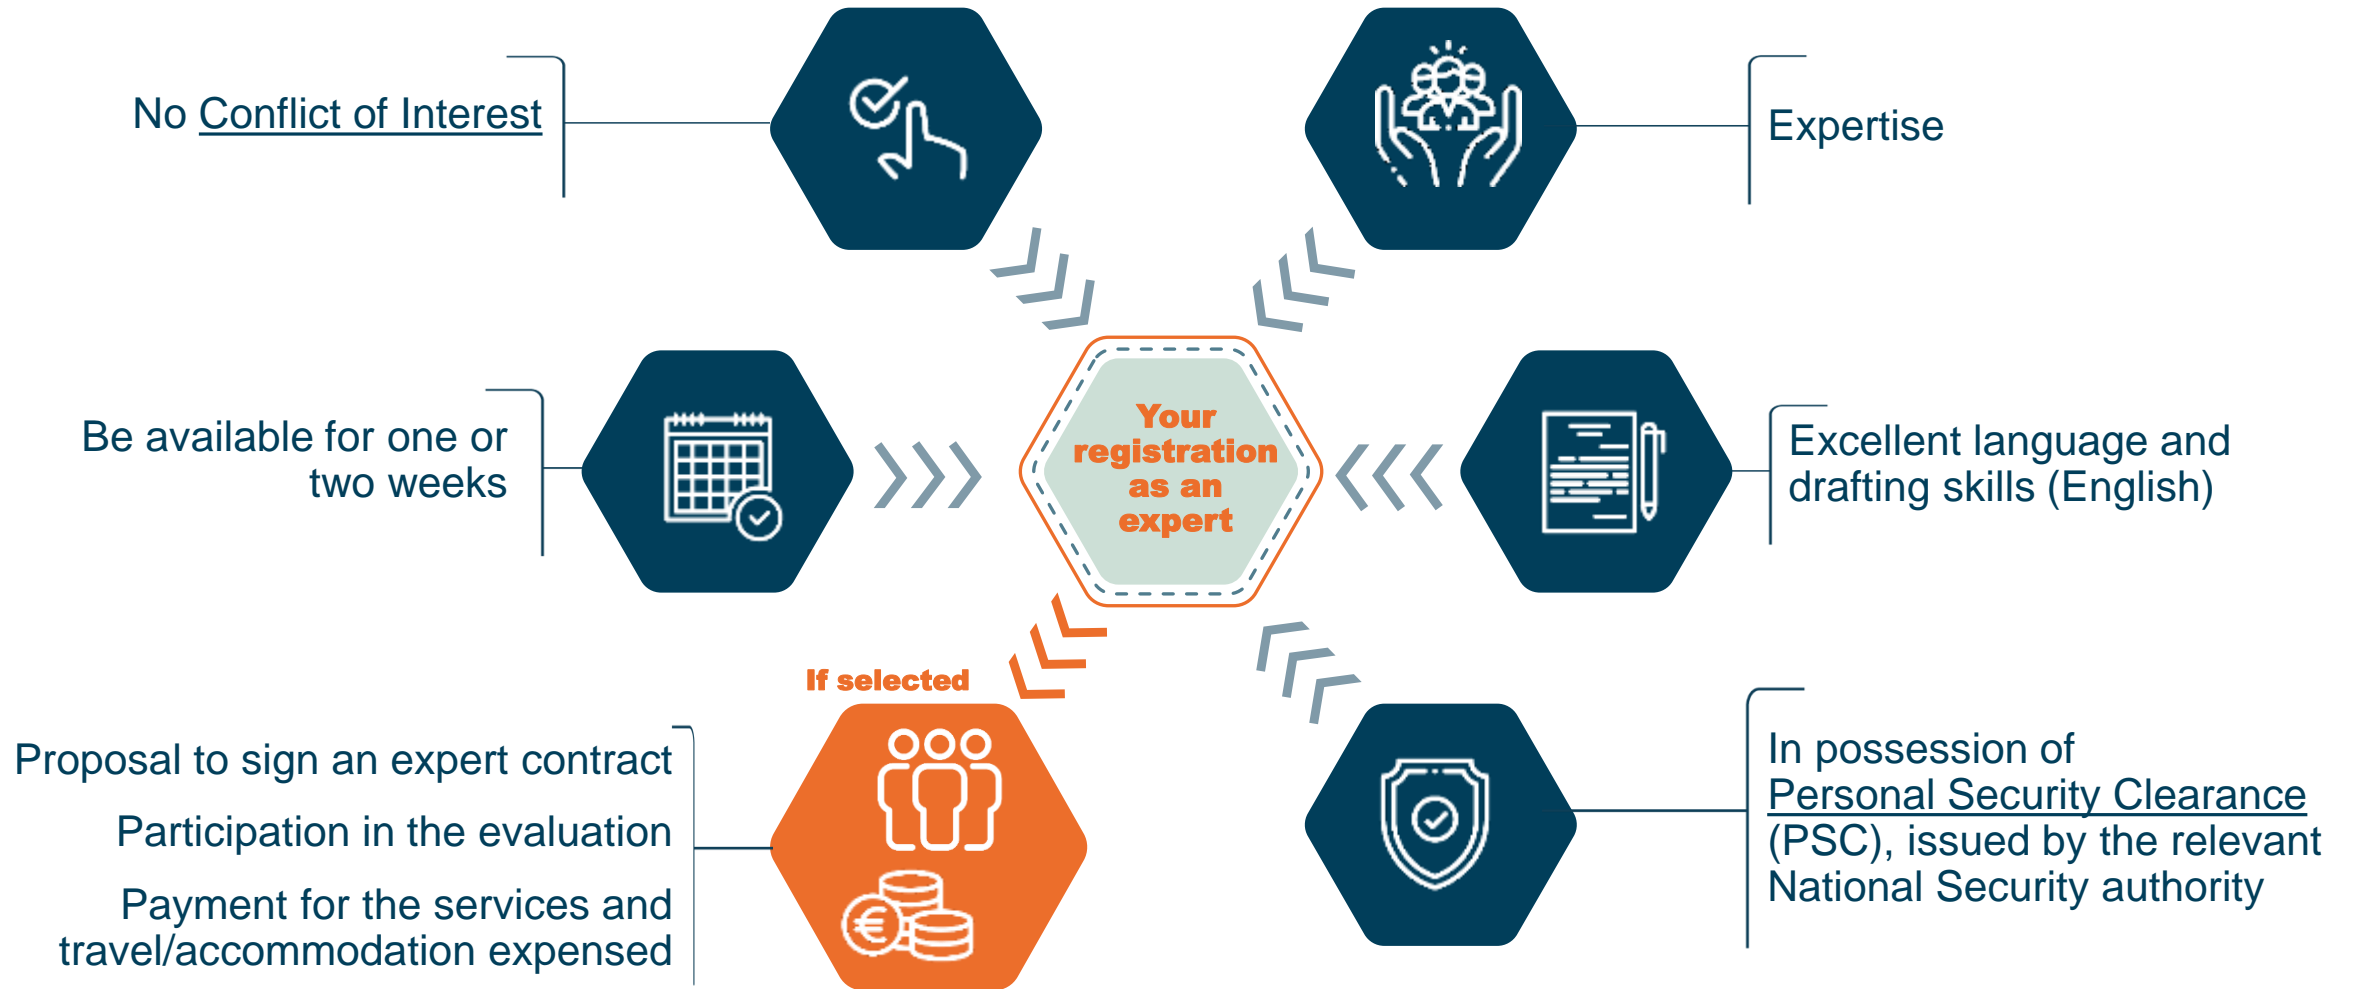 No Conflict of Interest
Expertise
Be available for one or
two weeks
Your
registration
as an
expert
Excellent language and
drafting skills (English)
If selected
Proposal to sign an expert contract
Participation in the evaluation
Payment for the services and
travel/accommodation expensed
€
In possession of
Personal Security Clearance
(PSC), issued by the relevant
National Security authority